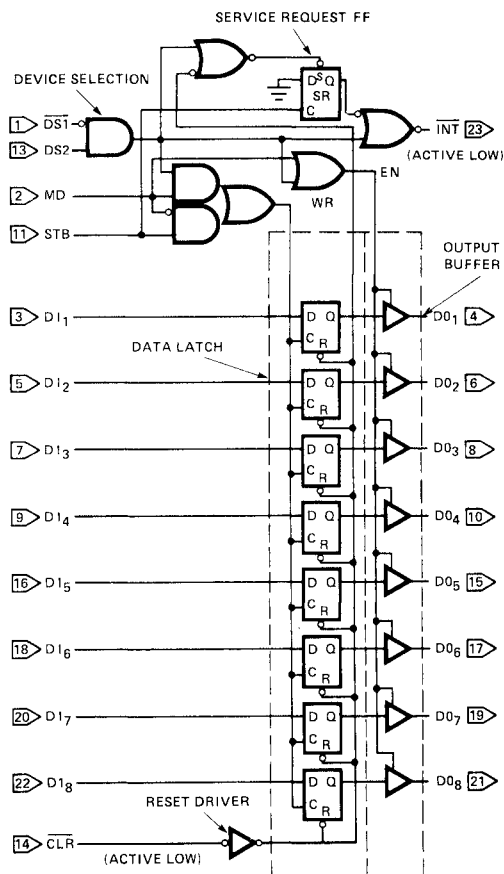 SERVICE REQUEST FF
DEVICE SELECTION
D S Q
SR
C
1 DS1
13 DS2
INT 23
(ACTIVE LOW)
2 MD
EN
WR
11 STB
OUTPUT
BUFFER
3 DI1 D Q C R DO1 4
DATA LATCH
5 DI2 D Q C R DO2 6
7 DI3 D Q C R DO3 8
9 DI4 D Q C R DO4 10
16 DI5 D Q C R DO5 15
18 DI6 D Q C R DO6 17
20 DI7 D Q C R DO7 19
22 DI8 D Q C R DO8 21
RESET DRIVER
14 CLR
(ACTIVE LOW)